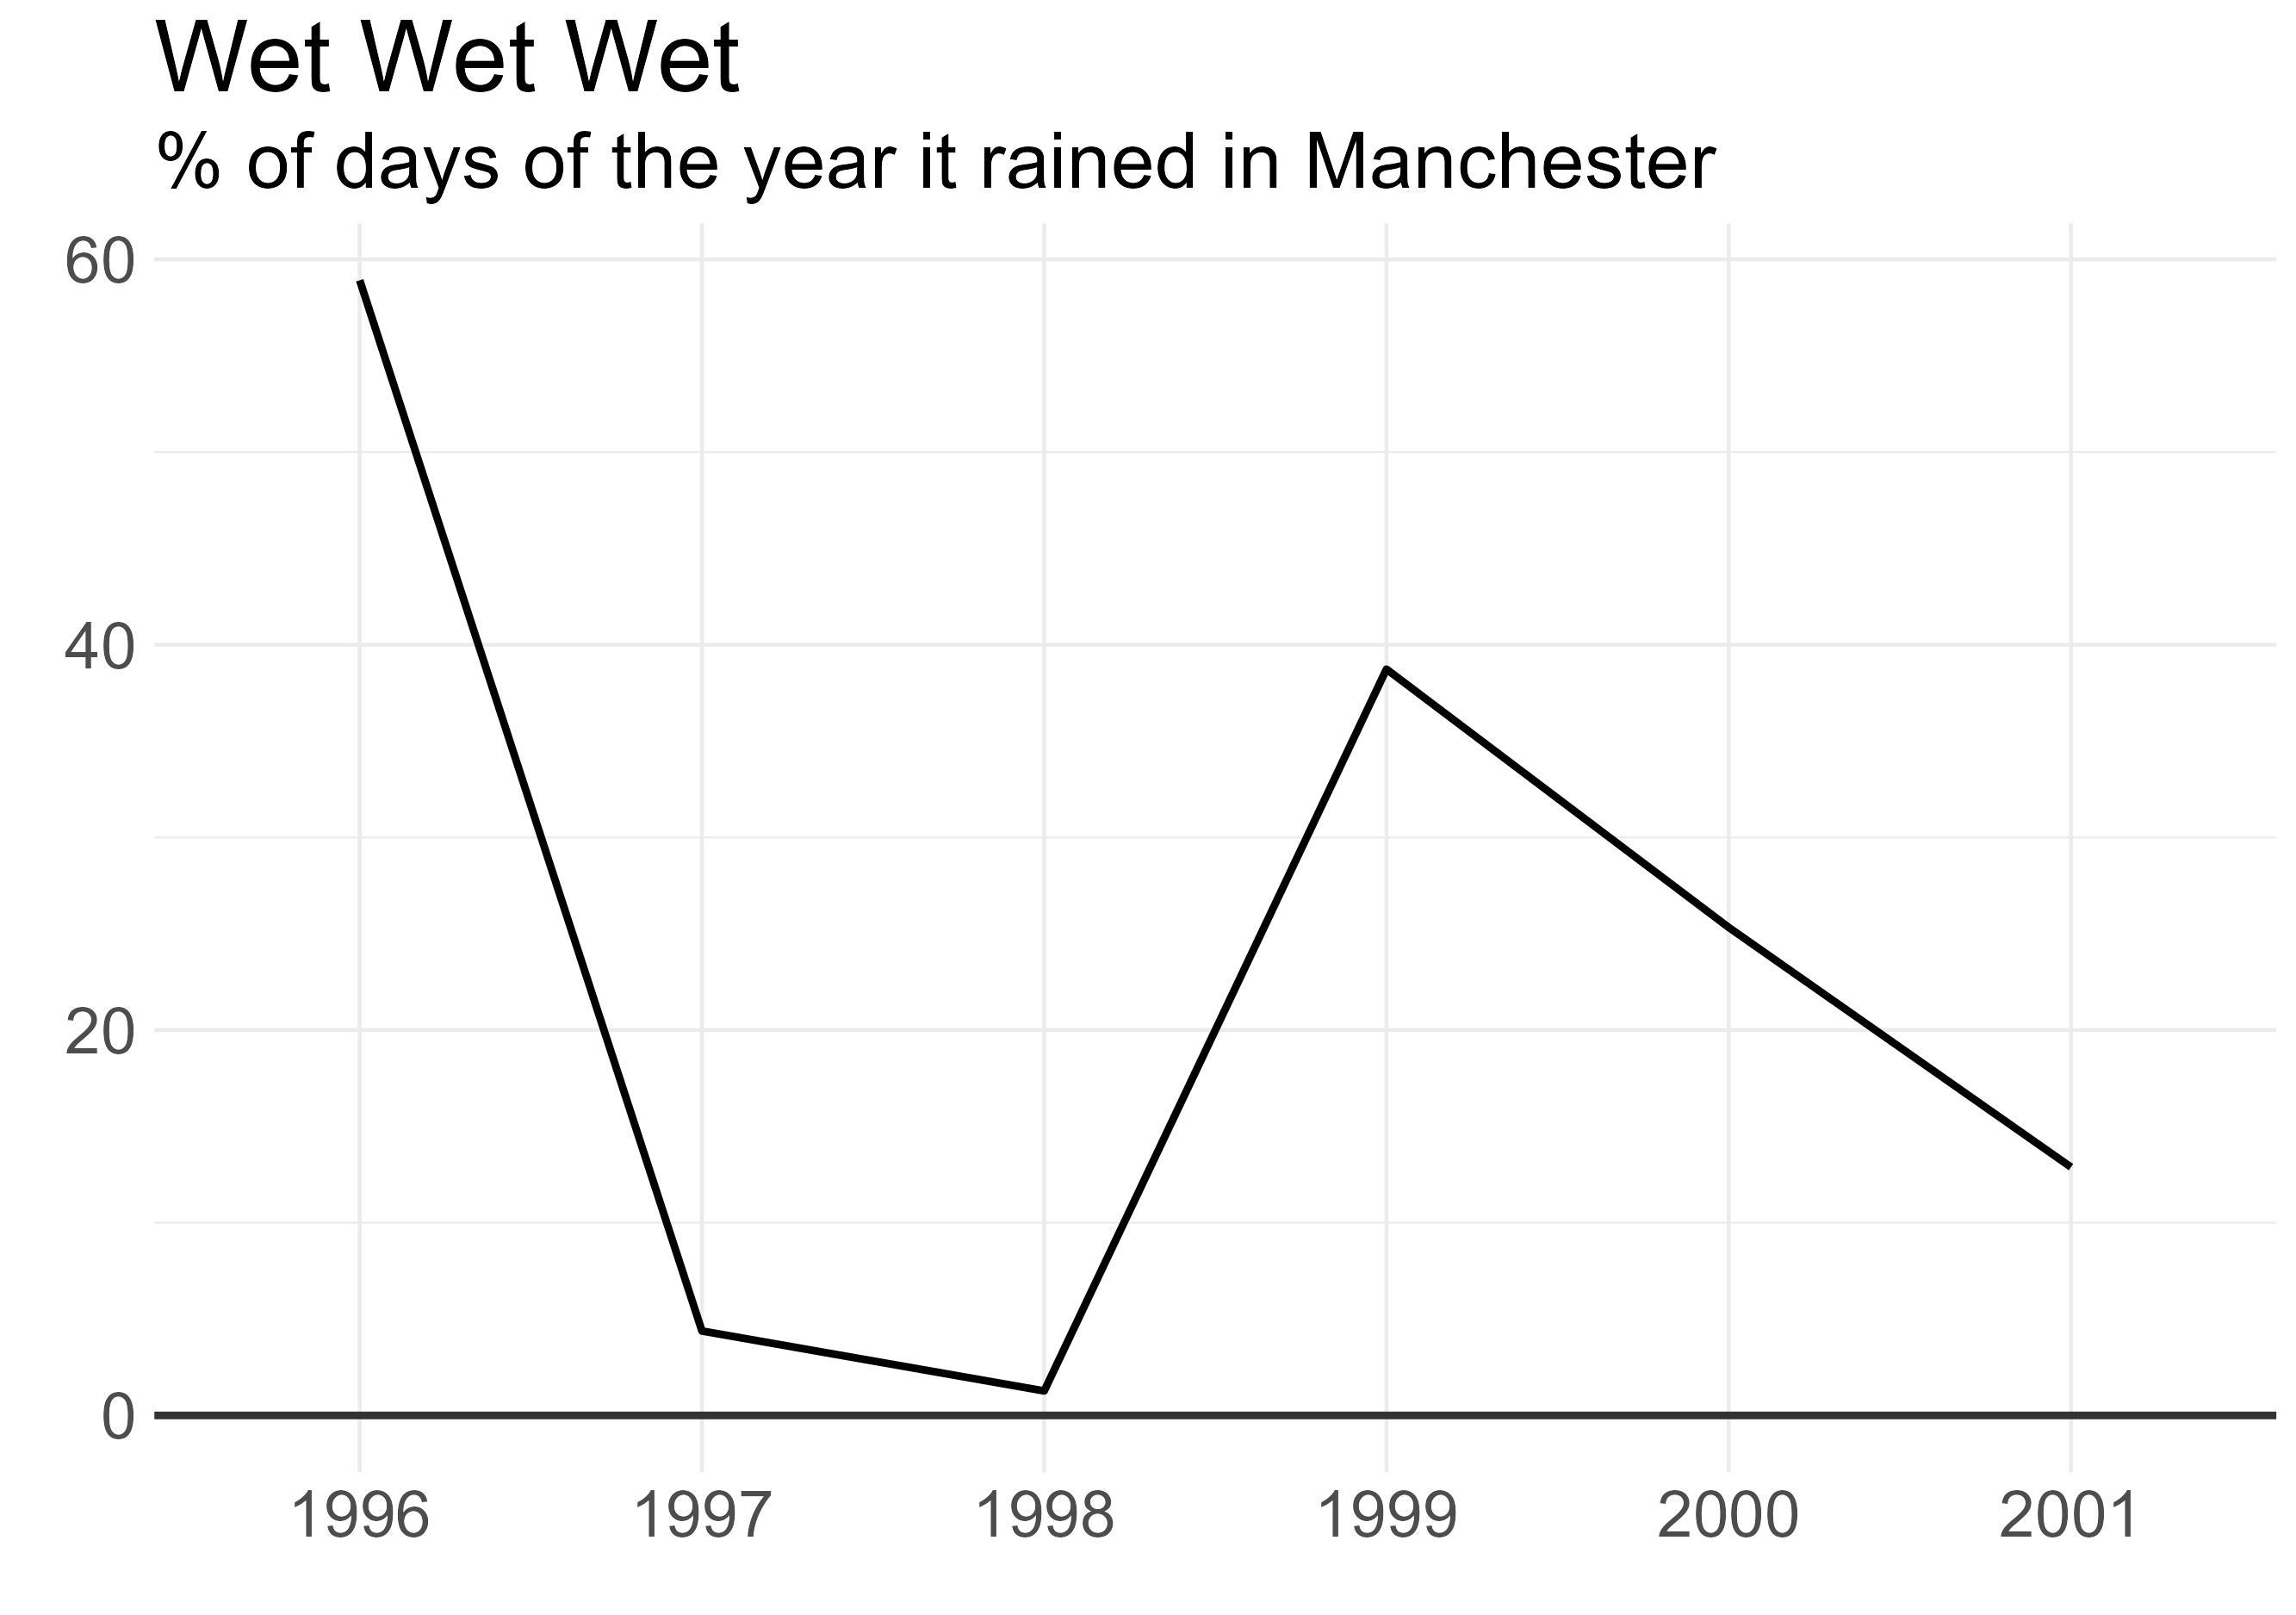 Wet Wet Wet
% of days of the year it rained in Manchester
60
40
20
0
1996 1997 1998 1999 2000 2001